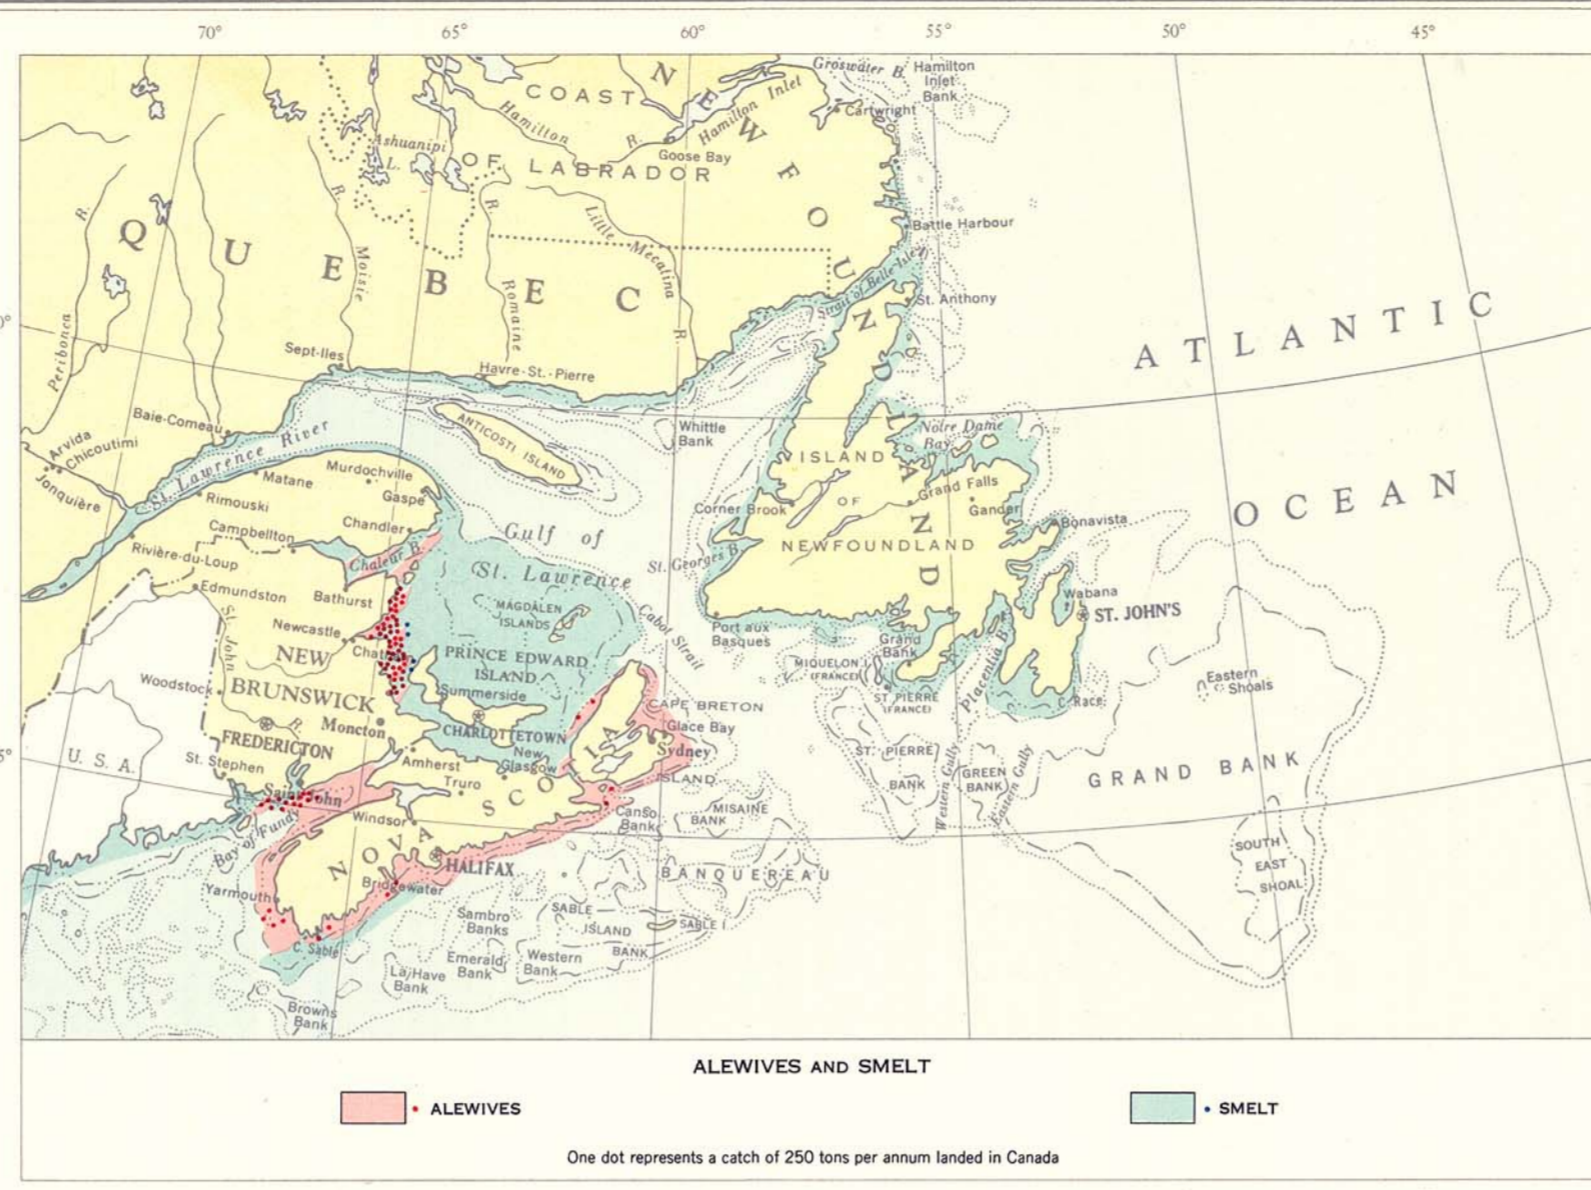 70° 65° 60° 55° 50° 45°
Groswater B.
Hamilton
Inlet
Bank
COAST
NEWFOUNDLAND
Hamilton Inlet
Hamilton R.
Cartwright
Ashuanipi
L.
OF LABRADOR
Goose Bay
R.
R.
R.
Little Mecatina R.
QUEBEC
Moisie
Romaine
Battle Harbour
Strait of Belle Isle
St. Anthony
Peribonca
ATLANTIC
OCEAN
Sept-Iles
Havre-St.-Pierre
Baie-Comeau
St. Lawrence River
ANTICOSTI ISLAND
Whittle
Bank
Notre Dame
Bay
Arvida
Chicoutimi
Jonquière
Murdochville
Matane
Gaspe
Rimouski
Chandler
Campbellton
Rivière-du-Loup
Chaleur B.
Gulf of
St. Lawrence
ISLAND
OF
NEWFOUNDLAND
Corner Brook
Grand Falls
Gander
Bonavista
St. Georges B.
Edmundston
Bathurst
St. John
R.
MAGDALEN
ISLANDS
Cabot Strait
Wabana
ST. JOHN'S
Port aux
Basques
Grand
Bank
Newcastle
NEW
BRUNSWICK
PRINCE EDWARD
ISLAND
MIQUELON I.
(FRANCE)
ST. PIERRE
(FRANCE)
Placentia B.
C. Race
Eastern
Shoals
Woodstock
Summerside
CAPE BRETON
ISLAND
Moncton
CHARLOTTETOWN
Glace Bay
Sydney
FREDERICTON
U. S. A.
St. Stephen
New
Glasgow
Amherst
Truro
ST. PIERRE
BANK
Western Gully
GREEN
BANK
Eastern Gully
GRAND BANK
Saint John
Windsor
NOVA SCOTIA
Canso
Bank
MISAINE
BANK
Bay of Fundy
HALIFAX
BANQUEREAU
SOUTH
EAST
SHOAL
Yarmouth
Bridgewater
Sambro
Banks
SABLE
ISLAND
BANK
SABLE I.
C. Sable
Emerald
Bank
Western
Bank
La Have
Bank
Browns
Bank
ALEWIVES AND SMELT
ALEWIVES
SMELT
One dot represents a catch of 250 tons per annum landed in Canada